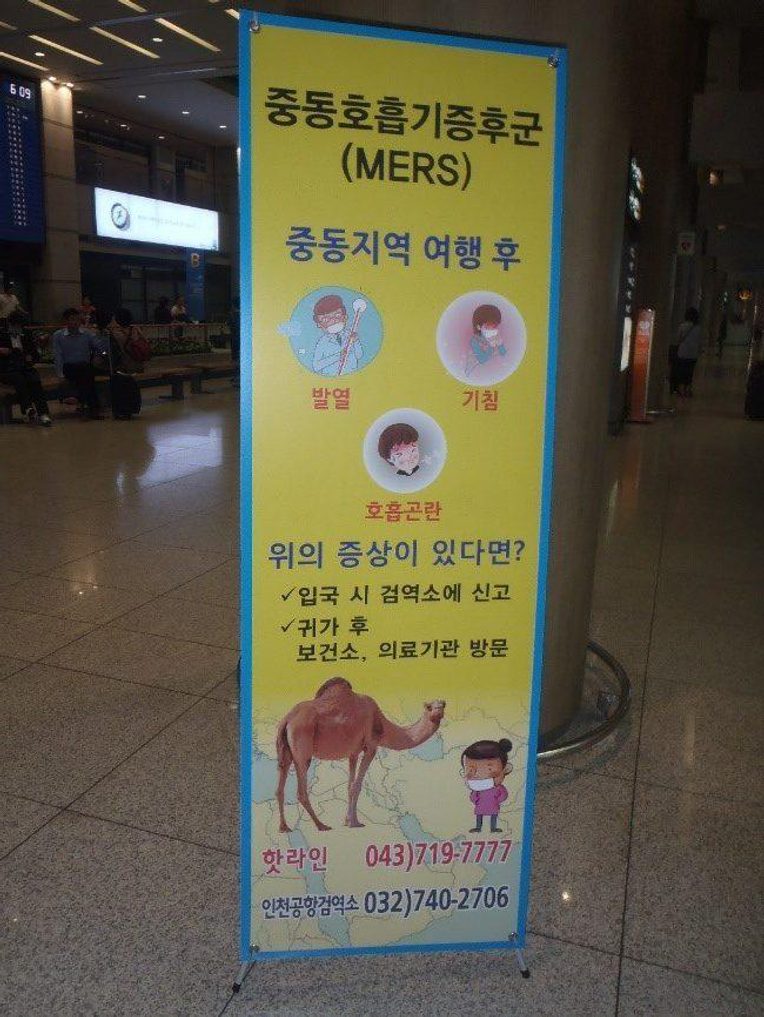 6 09
B
중동호흡기증후군
(MERS)
중동지역 여행 후
발열
기침
호흡곤란
위의 증상이 있다면?
✓입국 시 검역소에 신고
✓귀가 후
보건소, 의료기관 방문
핫라인 043)719-7777
인천공항검역소 032)740-2706